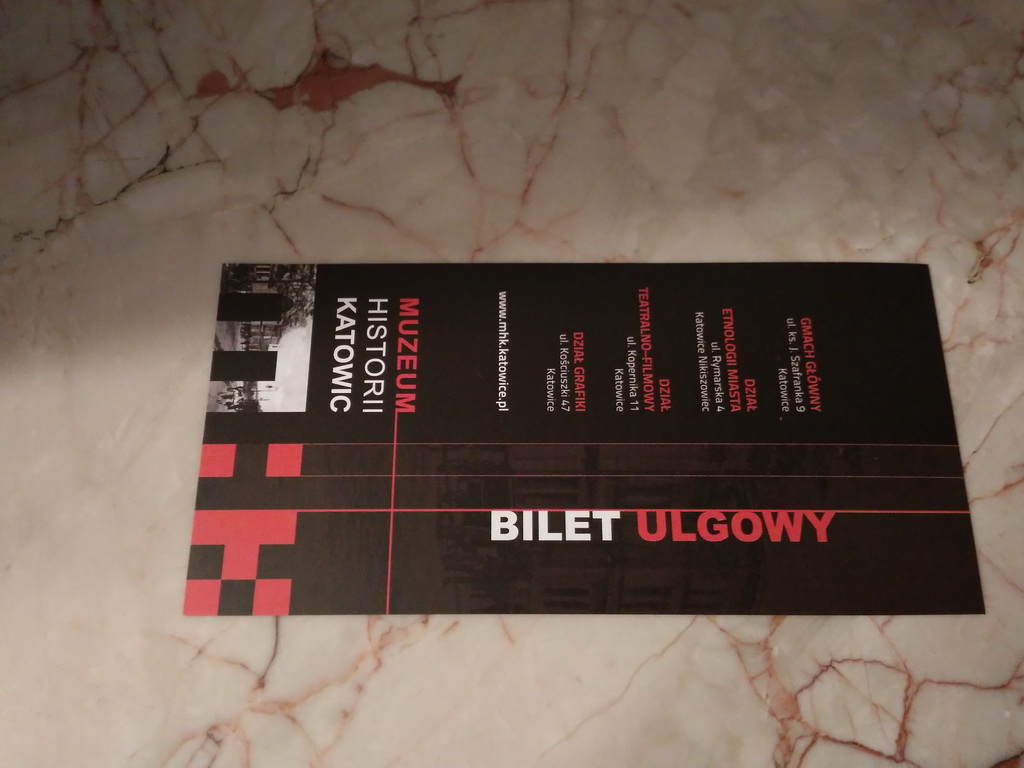 MUZEUM
HISTORII
KATOWIC
www.mhk.katowice.pl
GMACH GŁÓWNY
ul. ks. J. Szafranka 9
Katowice
DZIAŁ
ETNOLOGII MIASTA
ul. Rymarska 4
Katowice Nikiszowiec
DZIAŁ
TEATRALNO-FILMOWY
ul. Kopernika 11
Katowice
DZIAŁ GRAFIKI
ul. Kościuszki 47
Katowice
BILET ULGOWY